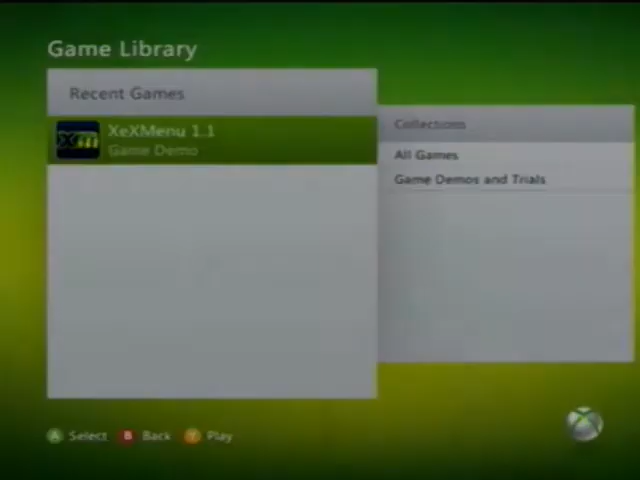 Game Library
Recent Games
XeXMenu 1.1
Game Demo
Collections
All Games
Game Demos and Trials
A Select B Back Y Play